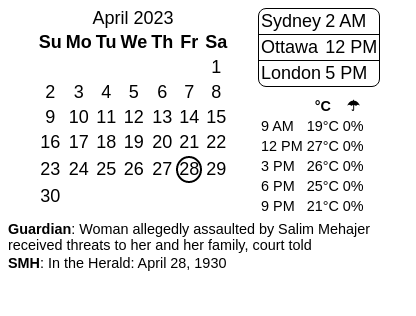 April 2023
Su Mo Tu We Th Fr Sa
1
2 3 4 5 6 7 8
9 10 11 12 13 14 15
16 17 18 19 20 21 22
23 24 25 26 27 28 29
30
Sydney 2 AM
Ottawa 12 PM
London 5 PM
°C ☂
9 AM 19°C 0%
12 PM 27°C 0%
3 PM 26°C 0%
6 PM 25°C 0%
9 PM 21°C 0%
Guardian: Woman allegedly assaulted by Salim Mehajer
received threats to her and her family, court told
SMH: In the Herald: April 28, 1930